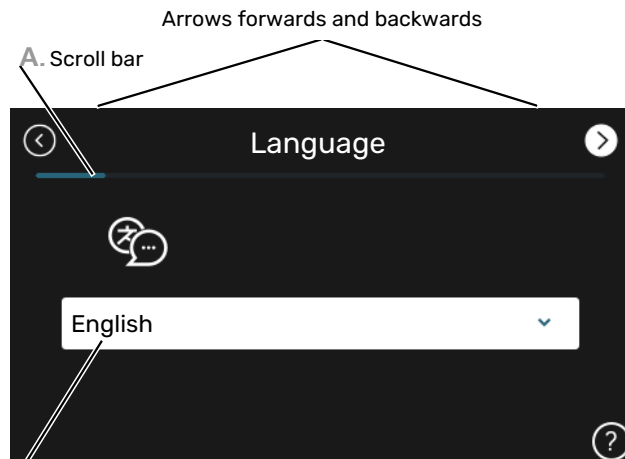 Arrows forwards and backwards
A. Scroll bar
Language
English
?